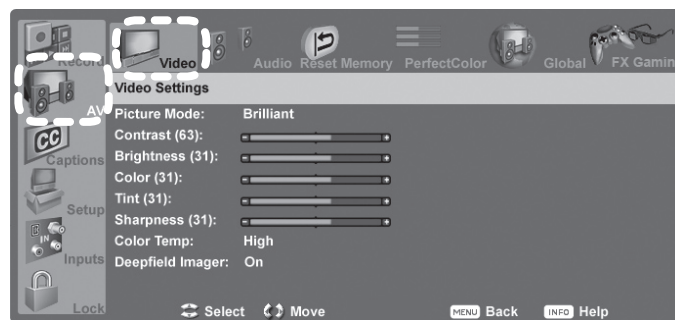 Record
AV
Captions
Setup
IN
Inputs
Lock
Video
Audio
Reset Memory
PerfectColor
Global
FX Gamin
Video Settings
Picture Mode: Brilliant
Contrast (63):
Brightness (31):
Color (31):
Tint (31):
Sharpness (31):
Color Temp: High
Deepfield Imager: On
Select
Move
MENU Back
INFO Help